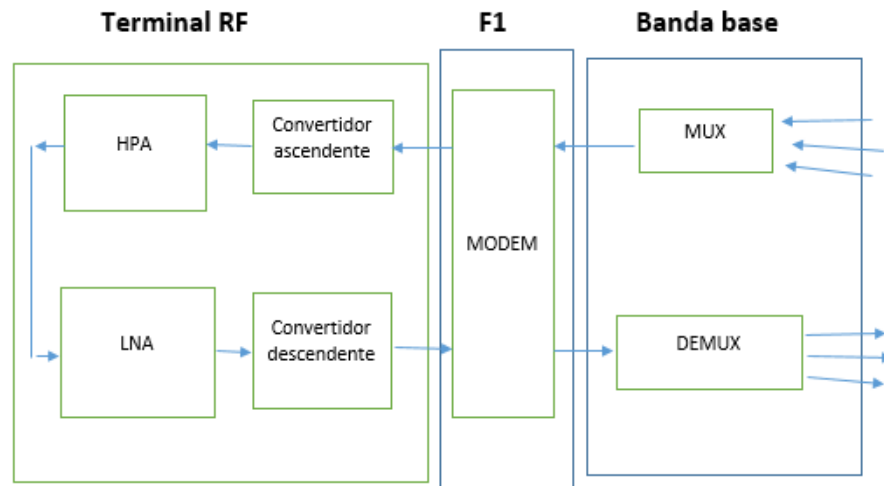 Terminal RF
F1
Banda base
HPA
Convertidor
ascendente
MUX
MODEM
LNA
Convertidor
descendente
DEMUX